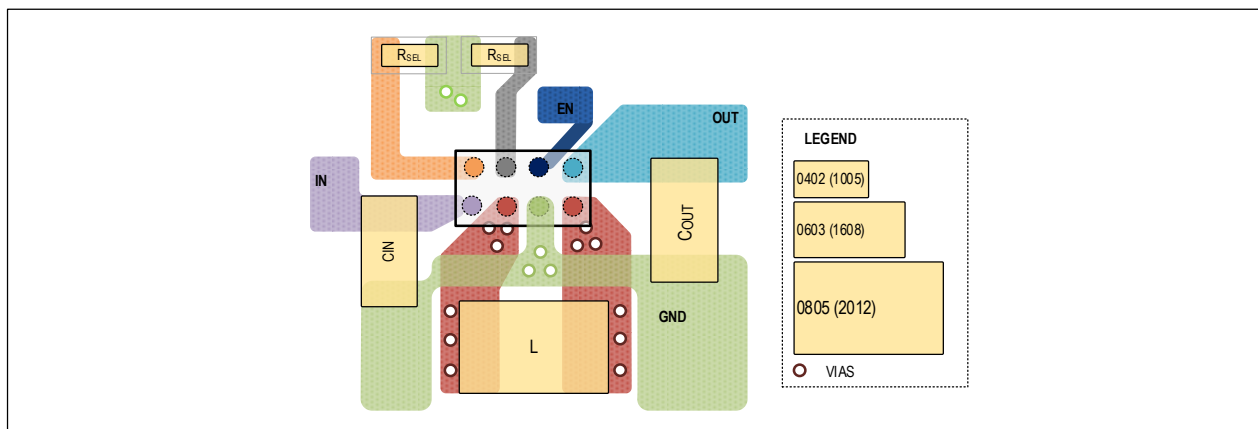 RSEL
RSEL
EN
OUT
IN
CIN
COUT
GND
L
LEGEND
0402 (1005)
0603 (1608)
0805 (2012)
VIAS